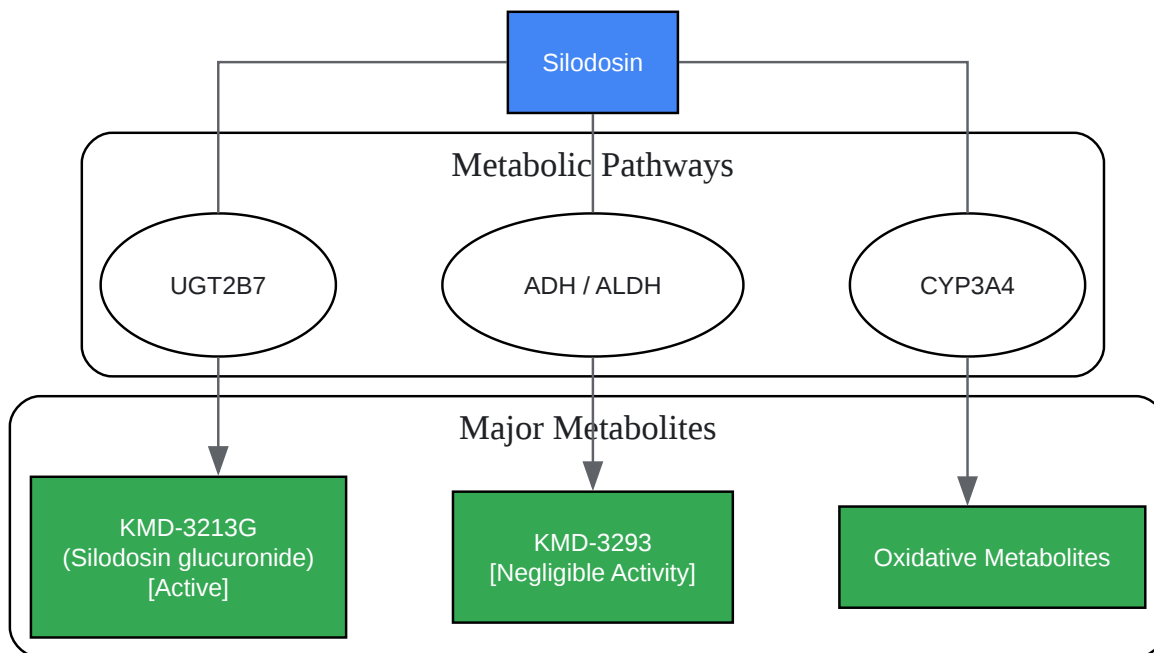 Silodosin
Metabolic Pathways
UGT2B7
ADH / ALDH
CYP3A4
Major Metabolites
KMD-3213G
(Silodosin glucuronide)
[Active]
KMD-3293
[Negligible Activity]
Oxidative Metabolites